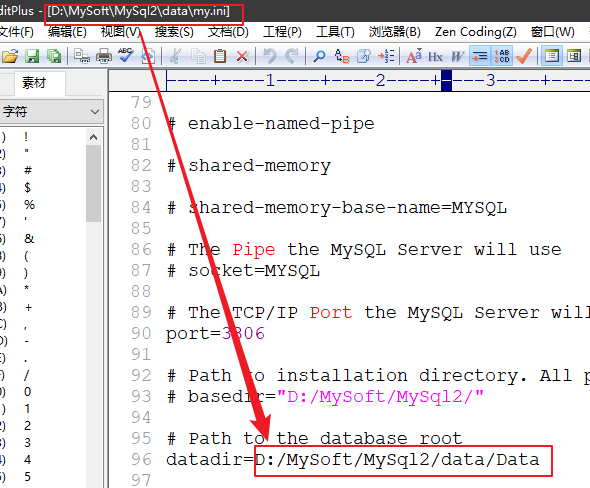 ditPlus - [D:\MySoft\MySql2\data\my.ini]
文件(F) 编辑(E) 视图(V) 搜索(S) 文档(D) 工程(P) 工具(T) 浏览器(B) Zen Coding(Z) 窗口(W)
ABC A Hx W 1AB 2CD
素材
字符
----+----1----+----2----+----3----+
) !
) "
) #
) $
) %
) '
) &
) (
) )
A) *
B) +
C) ,
D) -
E) .
F) /
) 0
) 1
) 2
) 3
) 4
) 5
79
80 # enable-named-pipe
81
82 # shared-memory
83
84 # shared-memory-base-name=MYSQL
85
86 # The Pipe the MySQL Server will use
87 # socket=MYSQL
88
89 # The TCP/IP Port the MySQL Server wil
90 port=3306
91
92 # Path to installation directory. All p
93 # basedir="D:/MySoft/MySql2/"
94
95 # Path to the database root
96 datadir=D:/MySoft/MySql2/data/Data
97